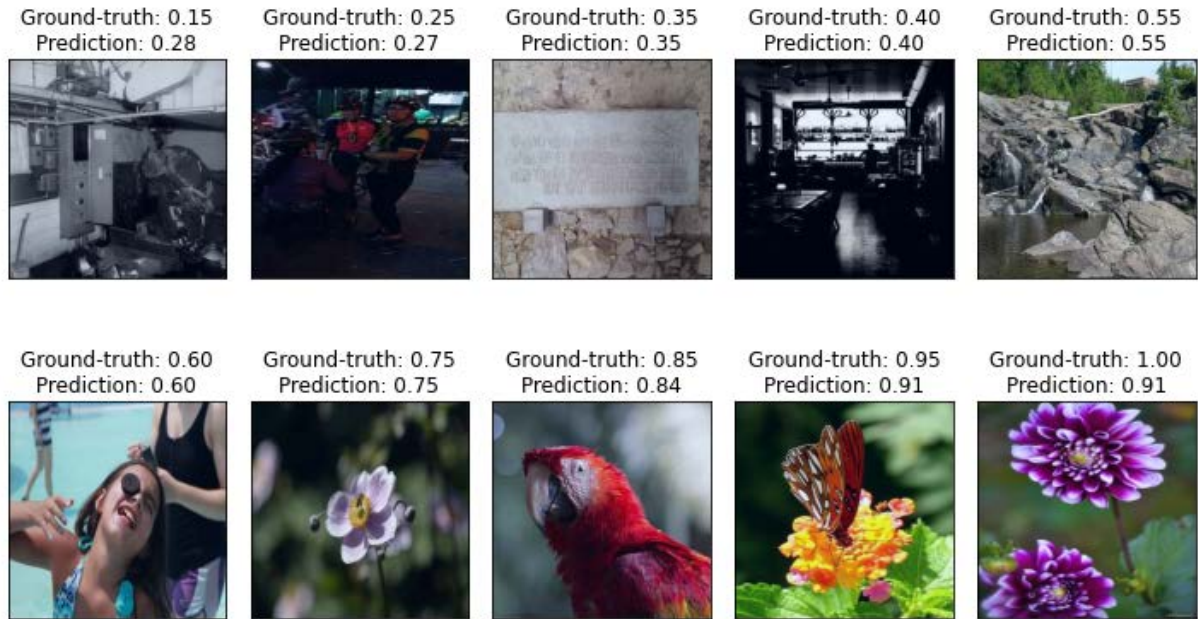 Ground-truth: 0.15
Prediction: 0.28
Ground-truth: 0.25
Prediction: 0.27
Ground-truth: 0.35
Prediction: 0.35
Ground-truth: 0.40
Prediction: 0.40
Ground-truth: 0.55
Prediction: 0.55
Ground-truth: 0.60
Prediction: 0.60
Ground-truth: 0.75
Prediction: 0.75
Ground-truth: 0.85
Prediction: 0.84
Ground-truth: 0.95
Prediction: 0.91
Ground-truth: 1.00
Prediction: 0.91